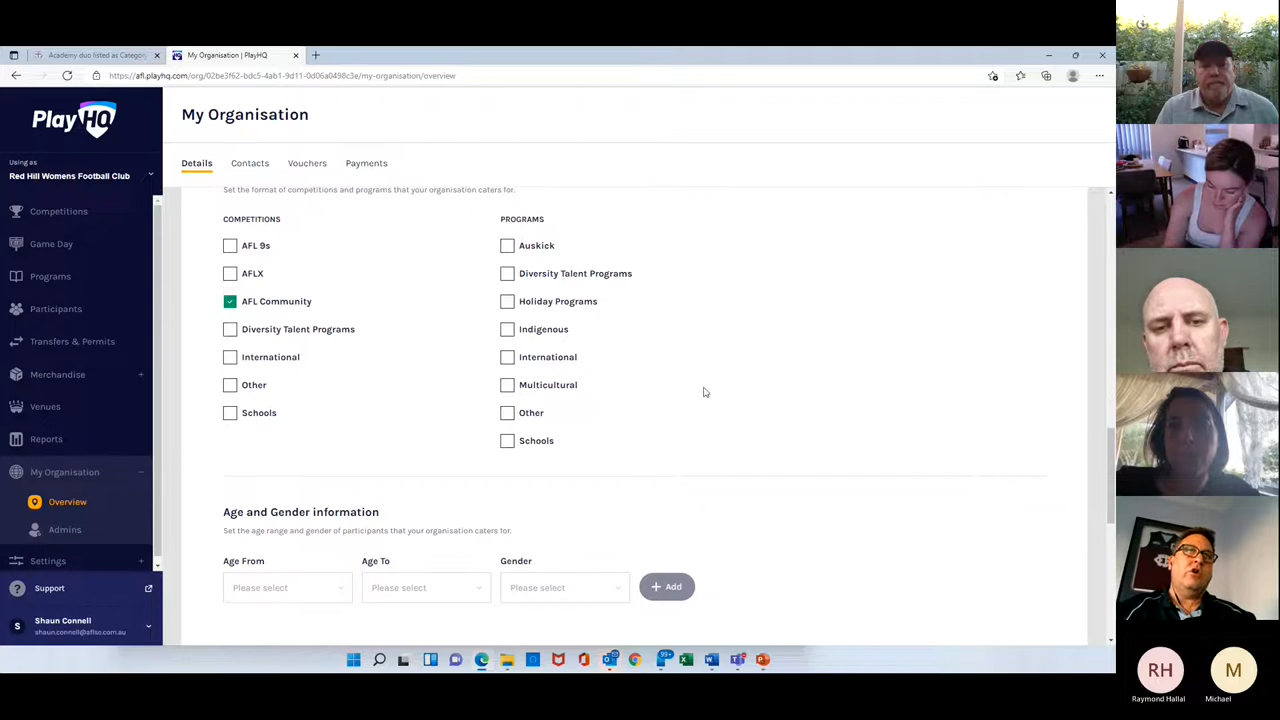 Academy duo listed as Categor
My Organisation | PlayHQ
https://afl.playhq.com/org/02be3f62-bdc5-4ab1-9d11-0d06a0498c3e/my-organisation/overview
PlayHQ
Using as
Red Hill Womens Football Club
Competitions
Game Day
Programs
Participants
Transfers & Permits
Merchandise
Venues
Reports
My Organisation
Overview
Admins
Settings
Support
S
Shaun Connell
shaun.connell@aflso.com.au
My Organisation
Details
Contacts
Vouchers
Payments
Set the format of competitions and programs that your organisation caters for.
COMPETITIONS
AFL 9s
AFLX
AFL Community
Diversity Talent Programs
International
Other
Schools
PROGRAMS
Auskick
Diversity Talent Programs
Holiday Programs
Indigenous
International
Multicultural
Other
Schools
Age and Gender information
Set the age range and gender of participants that your organisation caters for.
Age From
Age To
Gender
Please select
Please select
Please select
+ Add
99+
RH
Raymond Hallal
M
Michael